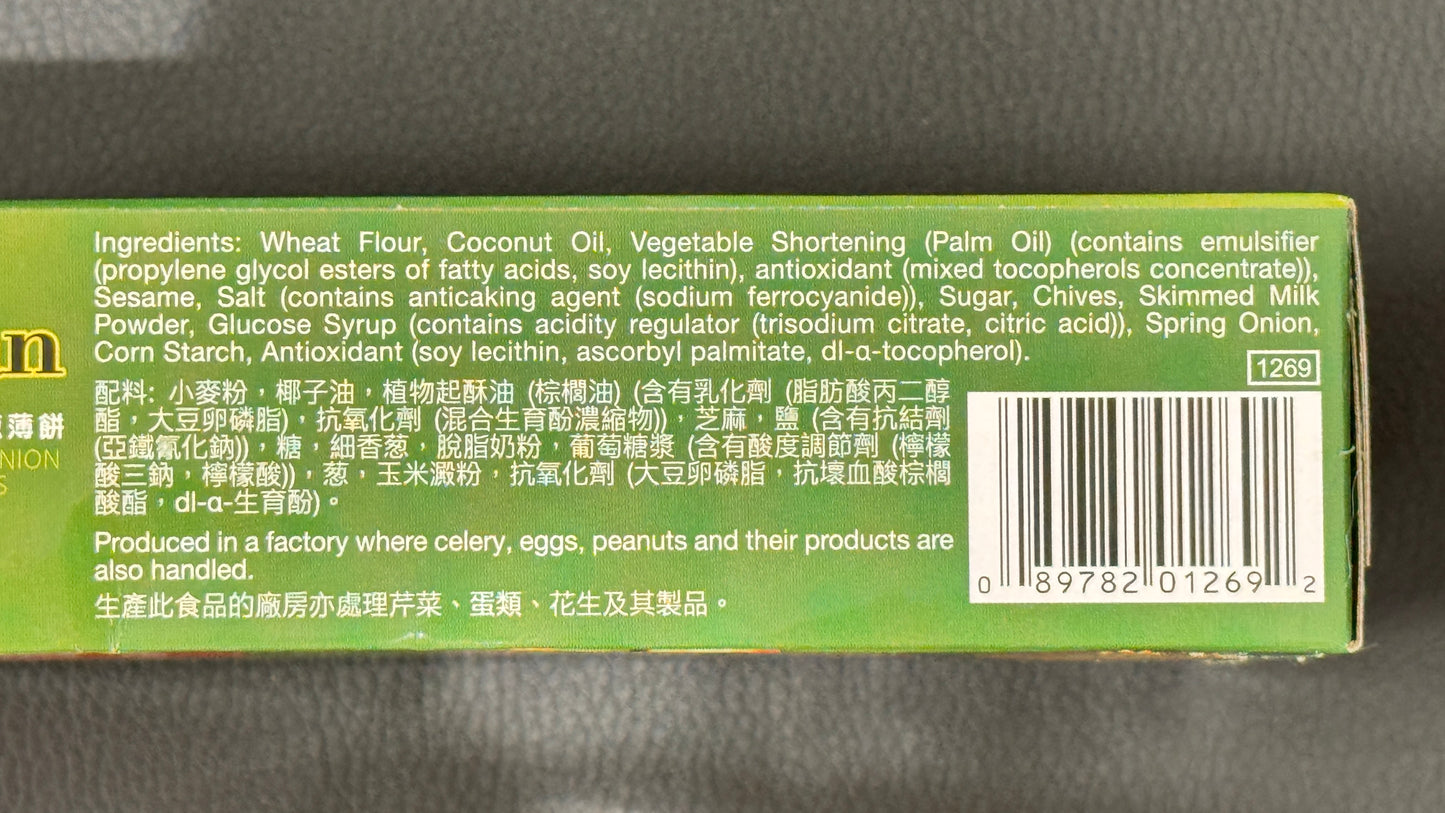 n
薄餅
NION
S
Ingredients: Wheat Flour, Coconut Oil, Vegetable Shortening (Palm Oil) (contains emulsifier
(propylene glycol esters of fatty acids, soy lecithin), antioxidant (mixed tocopherols concentrate)),
Sesame, Salt (contains anticaking agent (sodium ferrocyanide)), Sugar, Chives, Skimmed Milk
Powder, Glucose Syrup (contains acidity regulator (trisodium citrate, citric acid)), Spring Onion,
Corn Starch, Antioxidant (soy lecithin, ascorbyl palmitate, dl-α-tocopherol).
1269
配料: 小麥粉，椰子油，植物起酥油 (棕櫚油) (含有乳化劑 (脂肪酸丙二醇
酯，大豆卵磷脂)，抗氧化劑 (混合生育酚濃縮物))，芝麻，鹽 (含有抗結劑
(亞鐵氰化鈉))，糖，細香葱，脫脂奶粉，葡萄糖漿 (含有酸度調節劑 (檸檬
酸三鈉，檸檬酸))，葱，玉米澱粉，抗氧化劑 (大豆卵磷脂，抗壞血酸棕櫚
酸酯，dl-α-生育酚)。
Produced in a factory where celery, eggs, peanuts and their products are
also handled.
生產此食品的廠房亦處理芹菜、蛋類、花生及其製品。
0 89782 01269 2